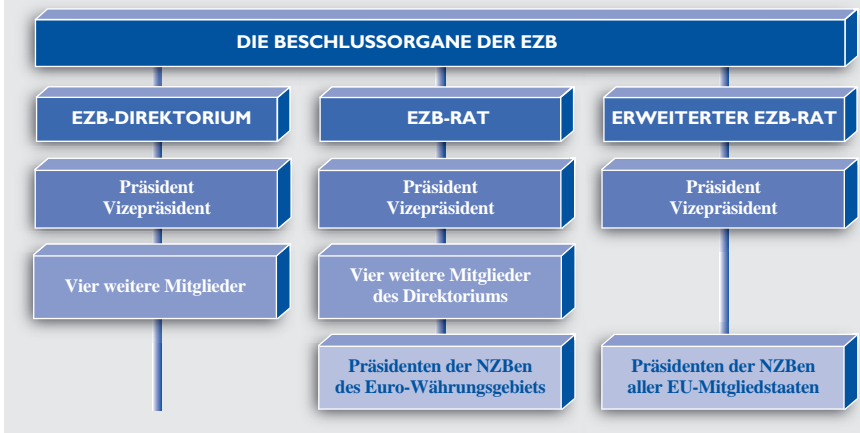 DIE BESCHLUSSORGANE DER EZB
EZB-DIREKTORIUM
Präsident
Vizepräsident
Vier weitere Mitglieder
EZB-RAT
Präsident
Vizepräsident
Vier weitere Mitglieder
des Direktoriums
Präsidenten der NZBen
des Euro-Währungsgebiets
ERWEITERTER EZB-RAT
Präsident
Vizepräsident
Präsidenten der NZBen
aller EU-Mitgliedstaaten